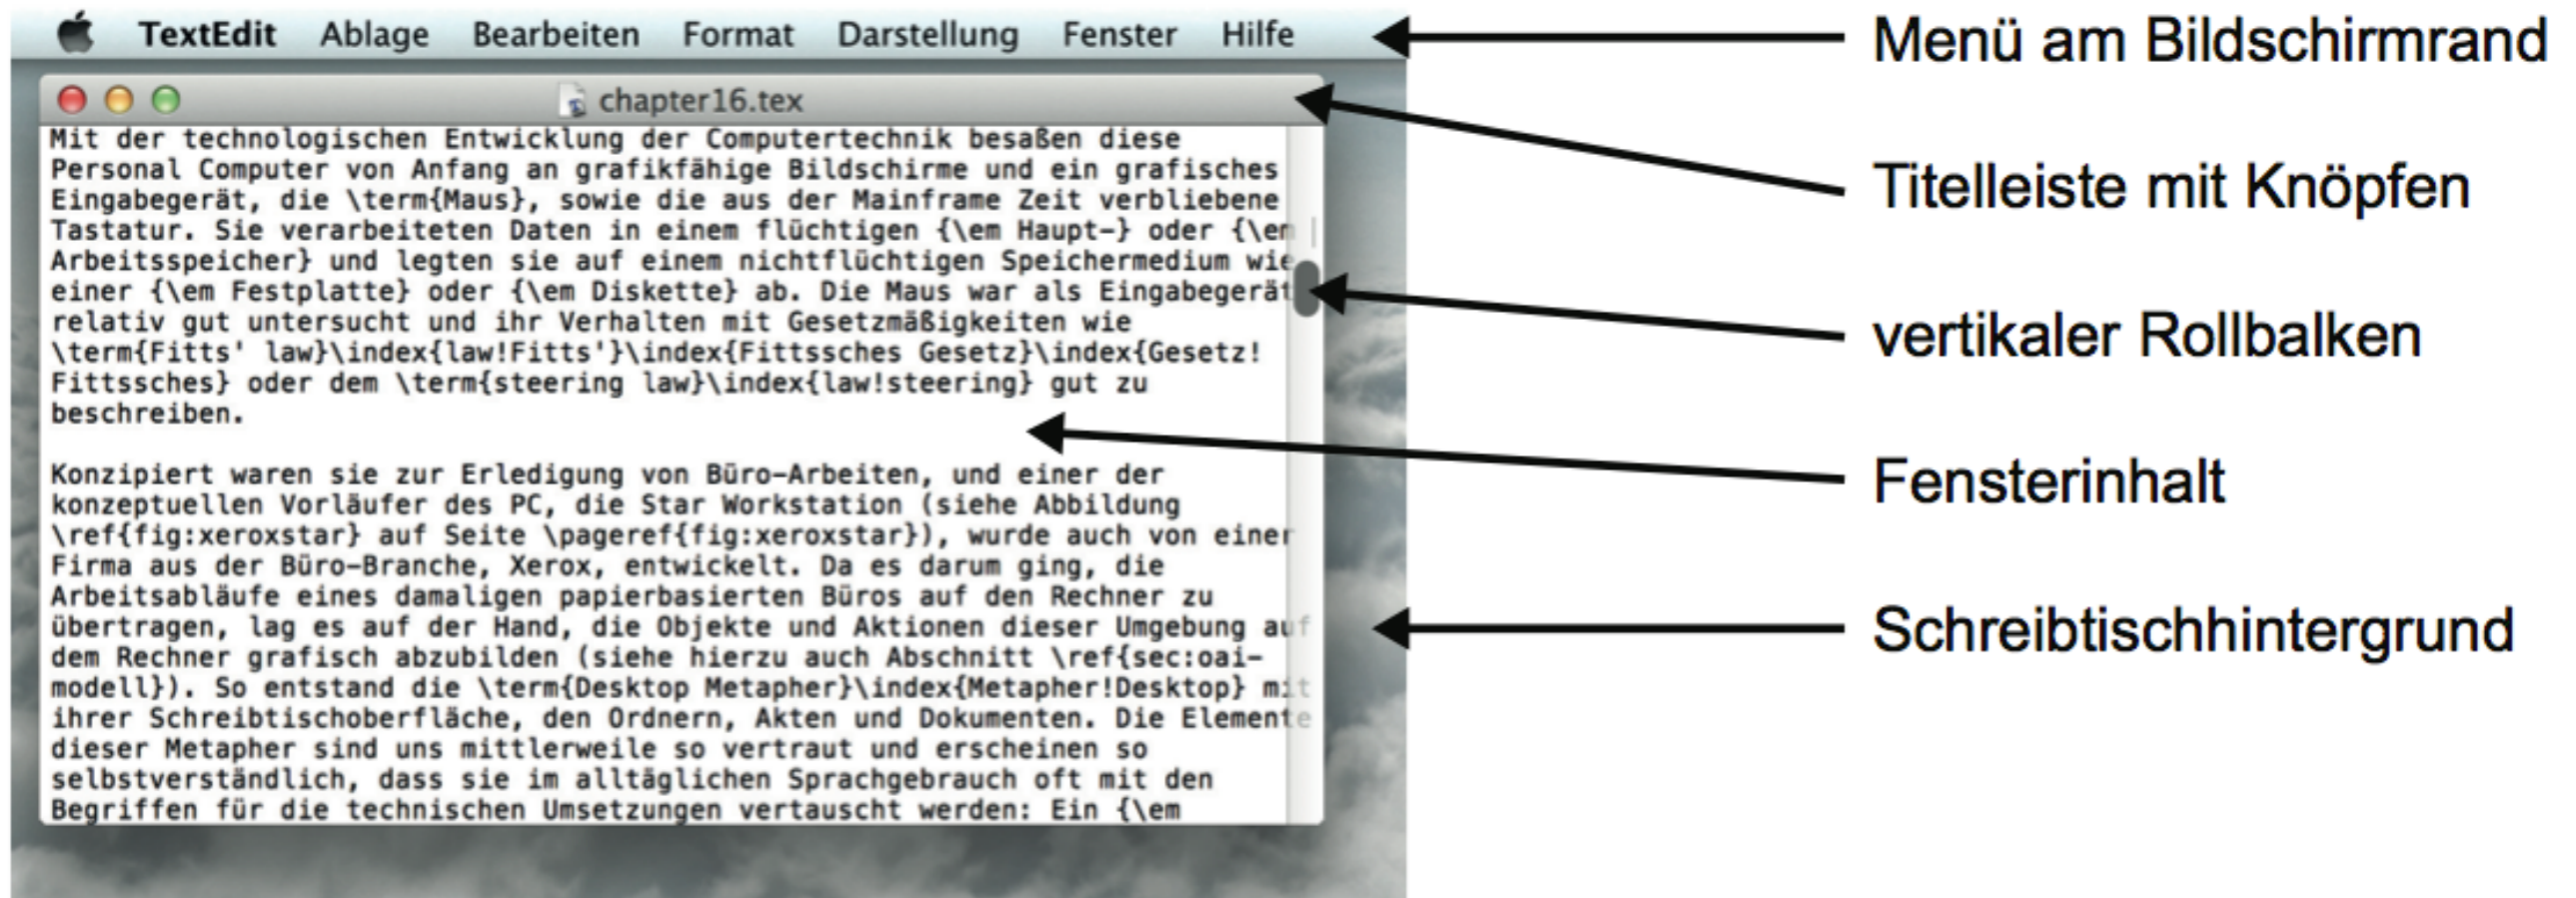 TextEdit Ablage Bearbeiten Format Darstellung Fenster Hilfe
chapter16.tex
Mit der technologischen Entwicklung der Computertechnik besaßen diese
Personal Computer von Anfang an grafikfähige Bildschirme und ein grafisches
Eingabegerät, die \term{Maus}, sowie die aus der Mainframe Zeit verbliebene
Tastatur. Sie verarbeiteten Daten in einem flüchtigen {\em Haupt-} oder {\em
Arbeitsspeicher} und legten sie auf einem nichtflüchtigen Speichermedium wie
einer {\em Festplatte} oder {\em Diskette} ab. Die Maus war als Eingabegerät
relativ gut untersucht und ihr Verhalten mit Gesetzmäßigkeiten wie
\term{Fitts' law}\index{law!Fitts'}\index{Fittssches Gesetz}\index{Gesetz!
Fittssches} oder dem \term{steering law}\index{law!steering} gut zu
beschreiben.
Konzipiert waren sie zur Erledigung von Büro-Arbeiten, und einer der
konzeptuellen Vorläufer des PC, die Star Workstation (siehe Abbildung
\ref{fig:xeroxstar} auf Seite \pageref{fig:xeroxstar}), wurde auch von einer
Firma aus der Büro-Branche, Xerox, entwickelt. Da es darum ging, die
Arbeitsabläufe eines damaligen papierbasierten Büros auf den Rechner zu
übertragen, lag es auf der Hand, die Objekte und Aktionen dieser Umgebung auf
dem Rechner grafisch abzubilden (siehe hierzu auch Abschnitt \ref{sec:oai-
modell}). So entstand die \term{Desktop Metapher}\index{Metapher!Desktop} mit
ihrer Schreibtischoberfläche, den Ordnern, Akten und Dokumenten. Die Elemente
dieser Metapher sind uns mittlerweile so vertraut und erscheinen so
selbstverständlich, dass sie im alltäglichen Sprachgebrauch oft mit den
Begriffen für die technischen Umsetzungen vertauscht werden: Ein {\em
Menü am Bildschirmrand
Titelleiste mit Knöpfen
vertikaler Rollbalken
Fensterinhalt
Schreibtischhintergrund